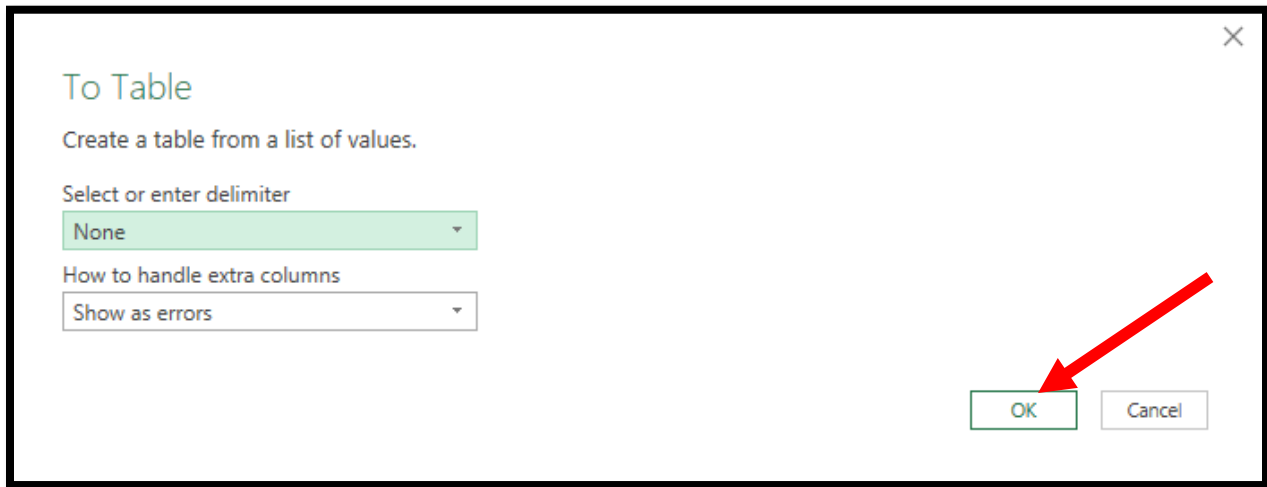 To Table
Create a table from a list of values.
Select or enter delimiter
None
How to handle extra columns
Show as errors
OK Cancel